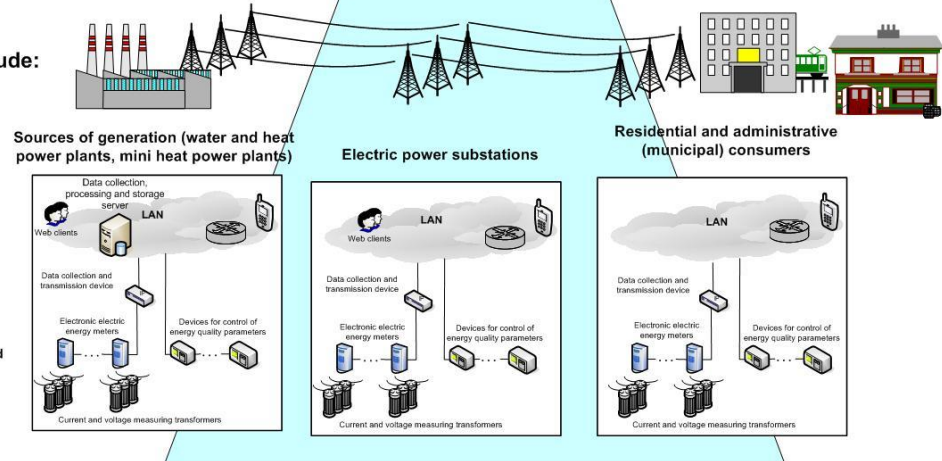 ude:
Sources of generation (water and heat
power plants, mini heat power plants)
Electric power substations
Residential and administrative
(municipal) consumers
Data collection,
processing and storage
server
LAN
Web clients
Data collection and
transmission device
Electronic electric
energy meters
Devices for control of
energy quality parameters
Current and voltage measuring transformers
LAN
Web clients
Data collection and
transmission device
Electronic electric
energy meters
Devices for control of
energy quality parameters
Current and voltage measuring transformers
LAN
Data collection and
transmission device
Electronic electric
energy meters
Devices for control of
energy quality parameters
Current and voltage measuring transformers
d